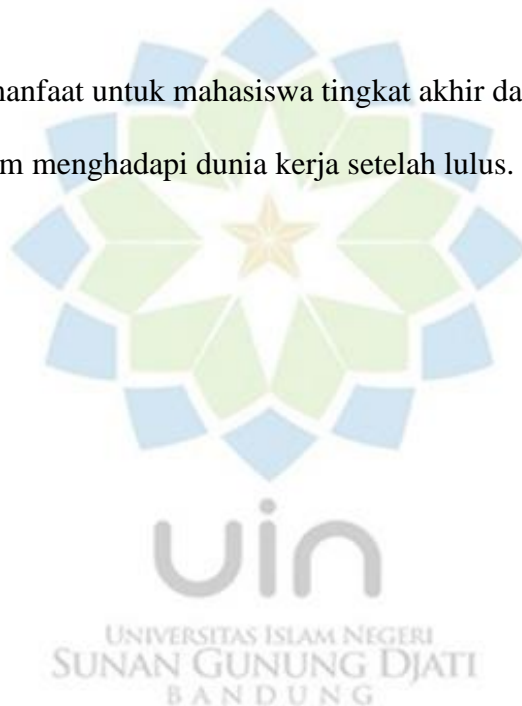 manfaat untuk mahasiswa tingkat akhir da
m menghadapi dunia kerja setelah lulus.
uin
UNIVERSITAS ISLAM NEGERI
SUNAN GUNUNG DJATI
BANDUNG